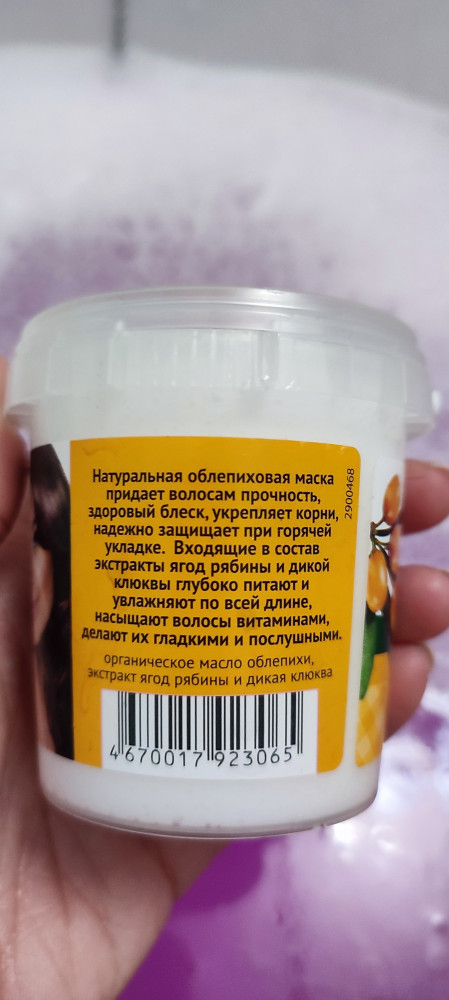 Натуральная облепиховая маска
придает волосам прочность,
здоровый блеск, укрепляет корни,
надежно защищает при горячей
укладке. Входящие в состав
экстракты ягод рябины и дикой
клюквы глубоко питают и
увлажняют по всей длине,
насыщают волосы витаминами,
делают их гладкими и послушными.
органическое масло облепихи,
экстракт ягод рябины и дикая клюква
4 670017 923065
2900468